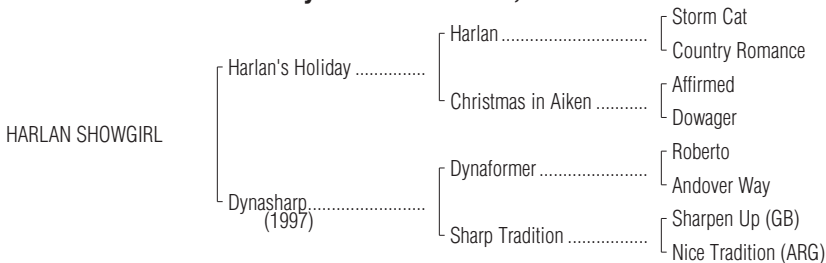 Storm Cat
Harlan ..............................
Country Romance
Harlan's Holiday ...............
Affirmed
Christmas in Aiken ...........
Dowager
HARLAN SHOWGIRL
Roberto
Dynaformer .......................
Andover Way
Dynasharp.........................
(1997)
Sharpen Up (GB)
Sharp Tradition .................
Nice Tradition (ARG)